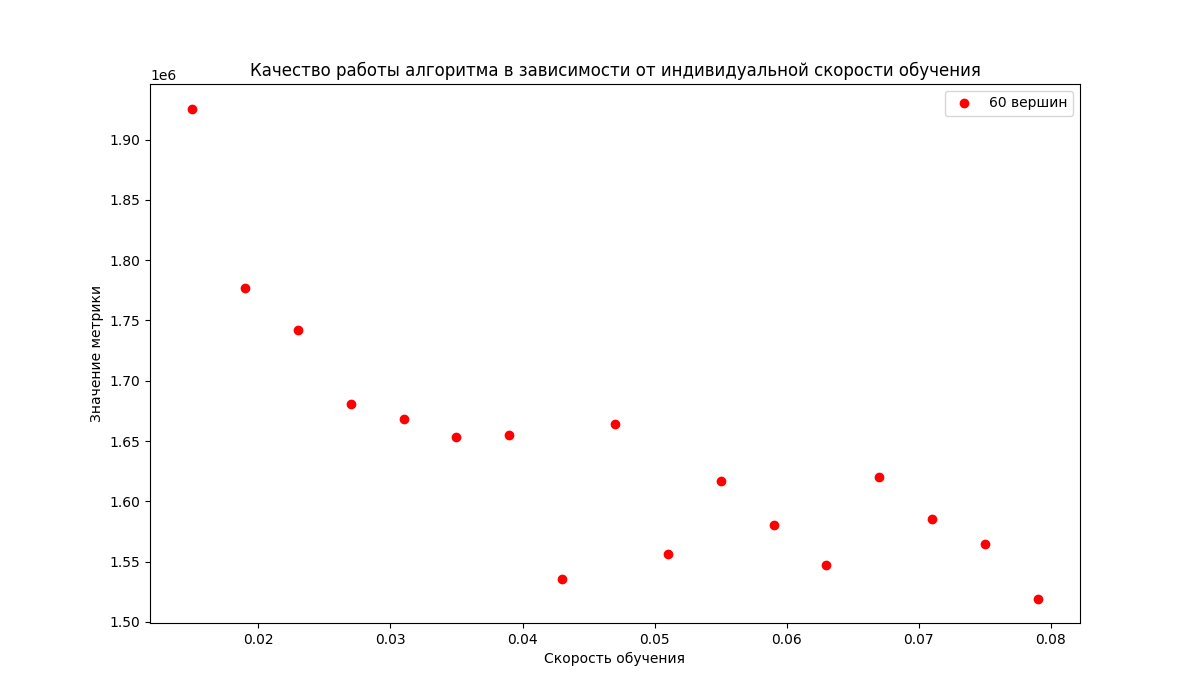 Качество работы алгоритма в зависимости от индивидуальной скорости обучения
1e6
60 вершин
1.90
1.85
1.80
1.75
1.70
1.65
1.60
1.55
1.50
Значение метрики
0.02 0.03 0.04 0.05 0.06 0.07 0.08
Скорость обучения